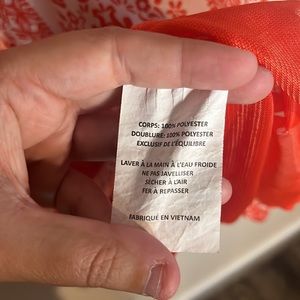 CORPS: 100% POLYESTER
DOUBLURE: 100% POLYESTER
EXCLUSIF DE L'ÉQUILIBRE
LAVER À LA MAIN À L'EAU FROIDE
NE PAS JAVELLISER
SÉCHER À L'AIR
FER À REPASSER
FABRIQUÉ EN VIETNAM